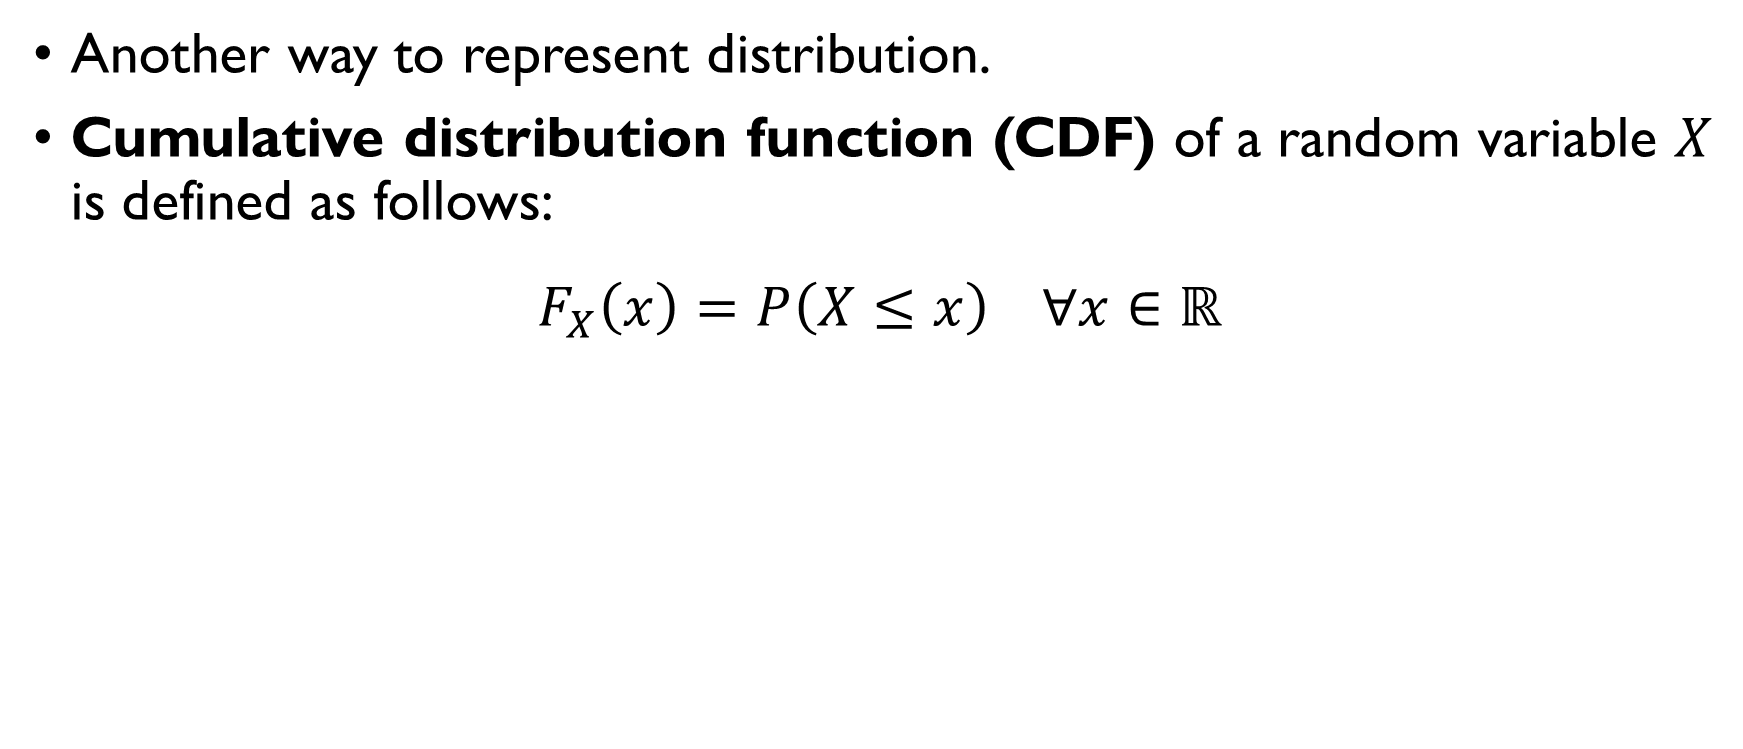 • Another way to represent distribution.
• Cumulative distribution function (CDF) of a random variable X
is defined as follows:
F_X(x) = P(X ≤ x) ∀x ∈ ℝ